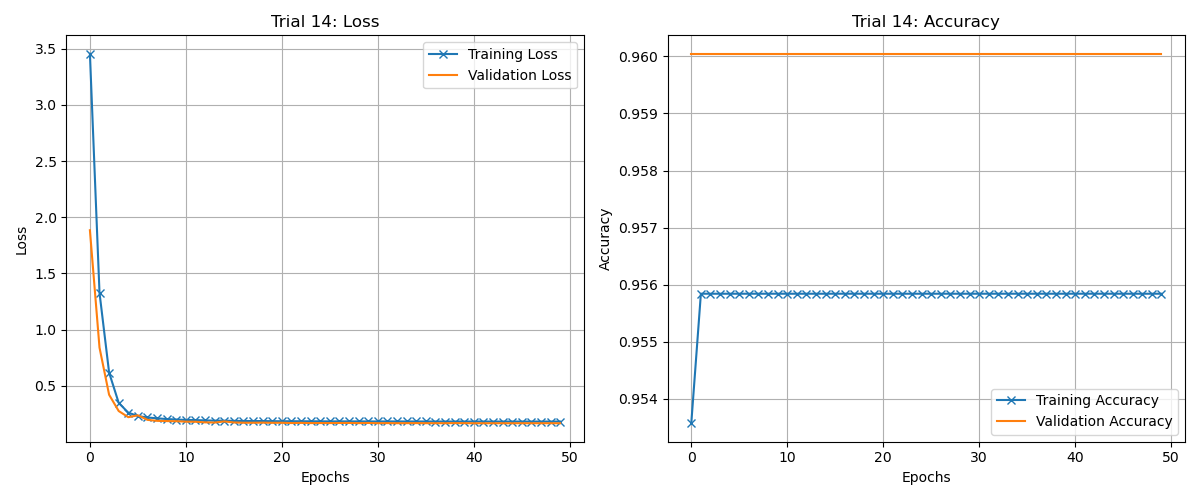 Trial 14: Loss
3.5
3.0
2.5
2.0
1.5
1.0
0.5
Loss
0
10
20
30
40
50
Epochs
Training Loss
Validation Loss
Trial 14: Accuracy
0.960
0.959
0.958
0.957
0.956
0.955
0.954
Accuracy
0
10
20
30
40
50
Epochs
Training Accuracy
Validation Accuracy